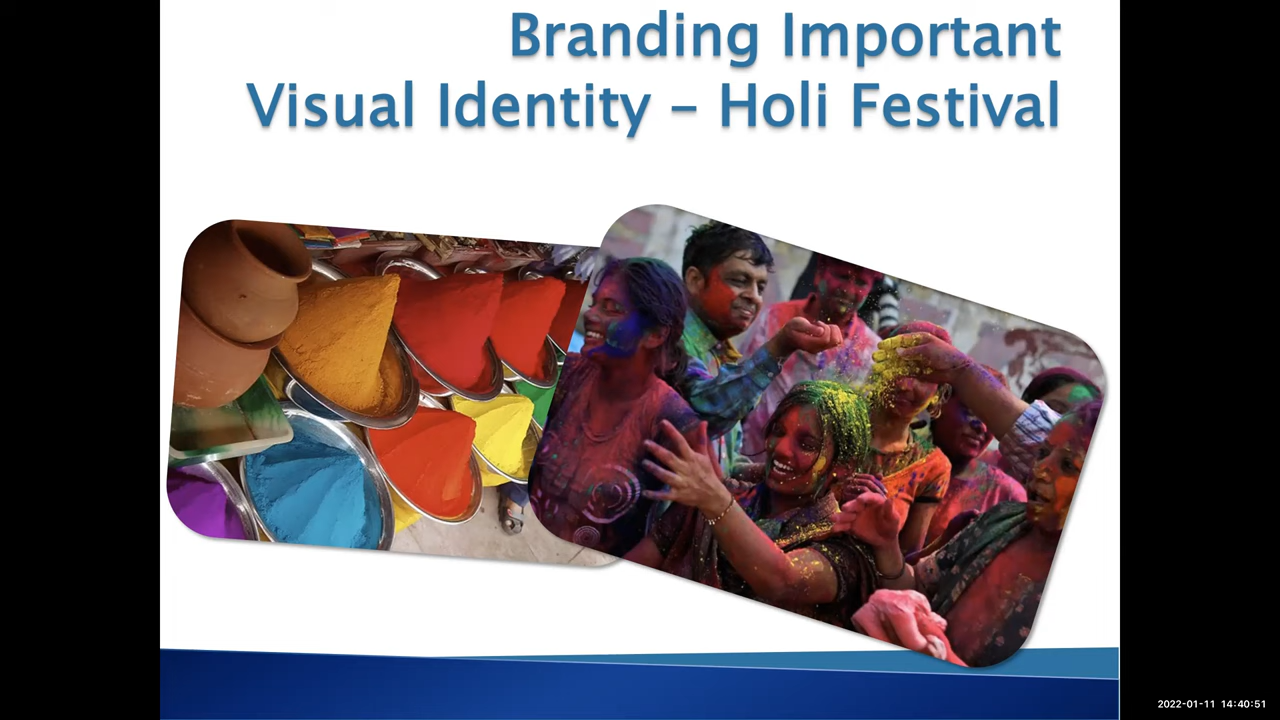 Branding Important
Visual Identity – Holi Festival
2022-01-11 14:40:51